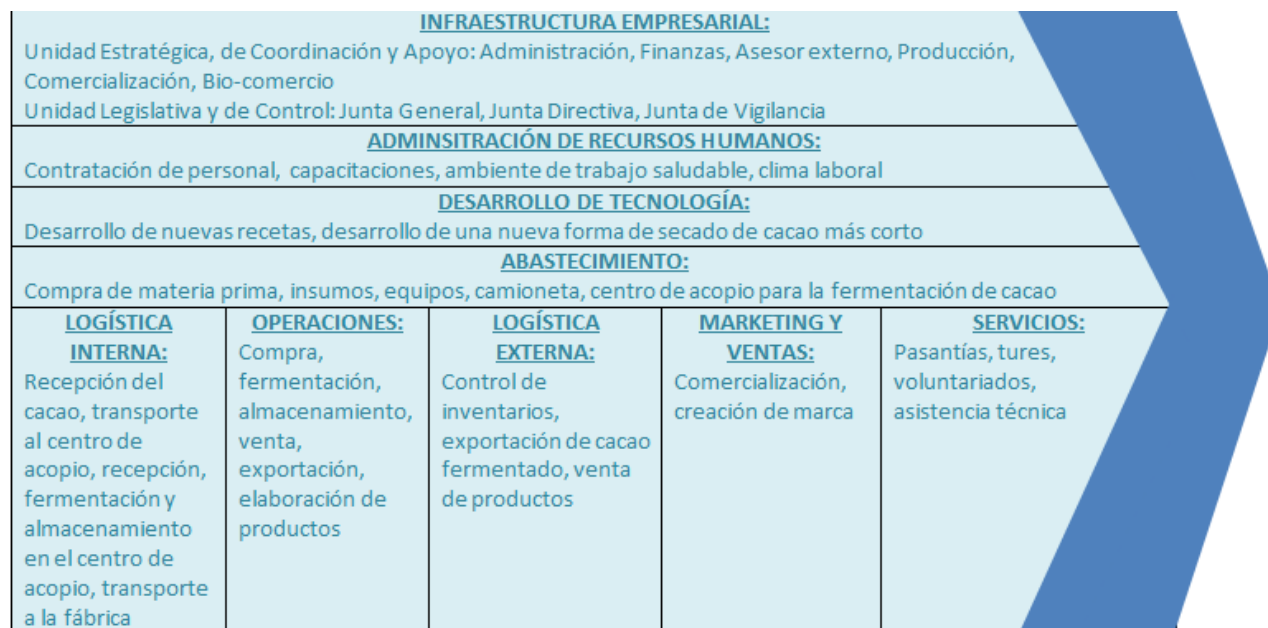 INFRAESTRUCTURA EMPRESARIAL:
Unidad Estratégica, de Coordinación y Apoyo: Administración, Finanzas, Asesor externo, Producción,
Comercialización, Bio-comercio
Unidad Legislativa y de Control: Junta General, Junta Directiva, Junta de Vigilancia
ADMINSITRACIÓN DE RECURSOS HUMANOS:
Contratación de personal, capacitaciones, ambiente de trabajo saludable, clima laboral
DESARROLLO DE TECNOLOGÍA:
Desarrollo de nuevas recetas, desarrollo de una nueva forma de secado de cacao más corto
ABASTECIMIENTO:
Compra de materia prima, insumos, equipos, camioneta, centro de acopio para la fermentación de cacao
LOGÍSTICA
INTERNA:
Recepción del
cacao, transporte
al centro de
acopio, recepción,
fermentación y
almacenamiento
en el centro de
acopio, transporte
a la fábrica
OPERACIONES:
Compra,
fermentación,
almacenamiento,
venta,
exportación,
elaboración de
productos
LOGÍSTICA
EXTERNA:
Control de
inventarios,
exportación de cacao
fermentado, venta
de productos
MARKETING Y
VENTAS:
Comercialización,
creación de marca
SERVICIOS:
Pasantías, tures,
voluntariados,
asistencia técnica